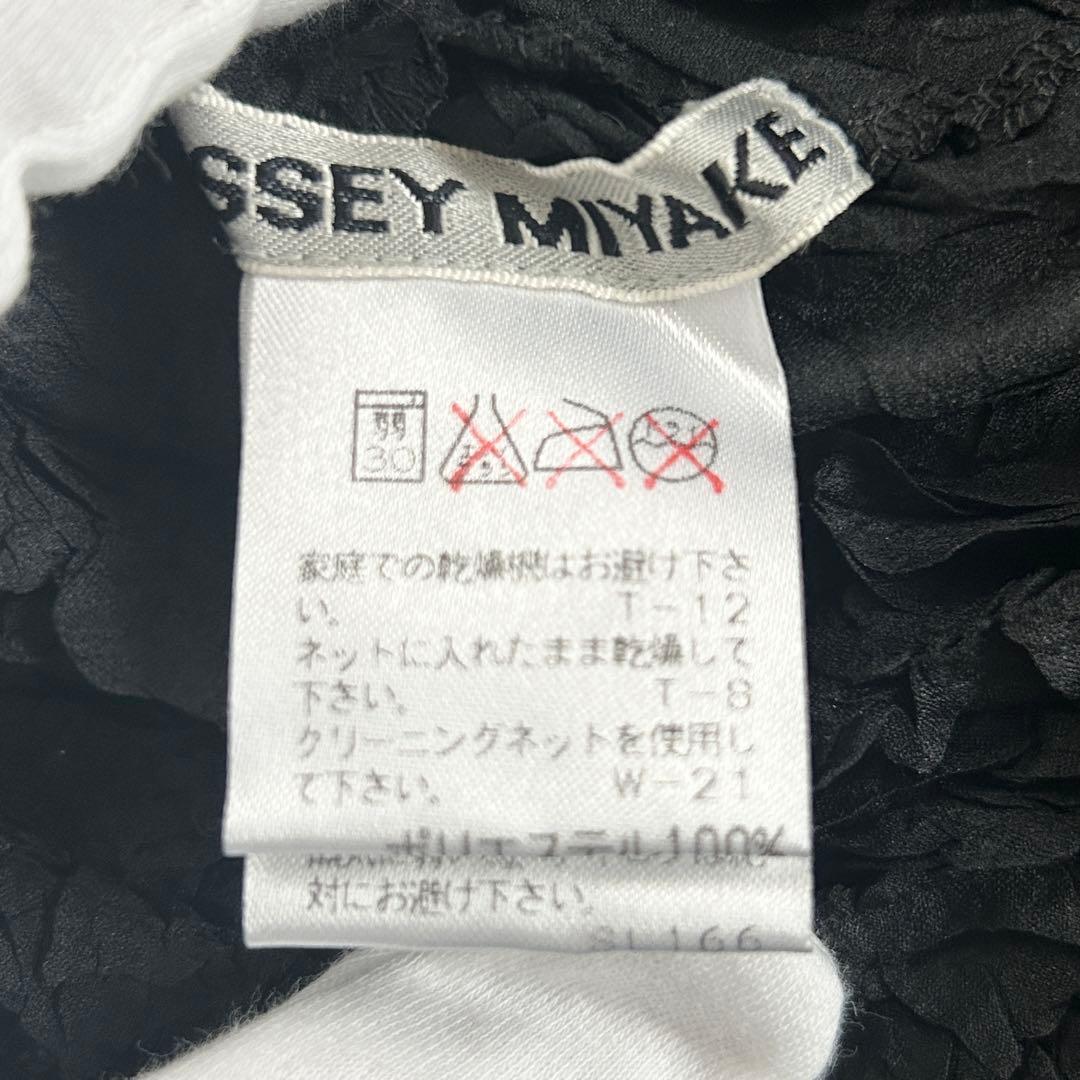 SSEY MIYAKE
弱
30
家庭での乾燥機はお避け下さ
い。 T-12
ネットに入れたまま乾燥して
下さい。 T-8
クリーニングネットを使用し
て下さい。 W-21
ポリエステル100%
対にお避け下さい。
SL166